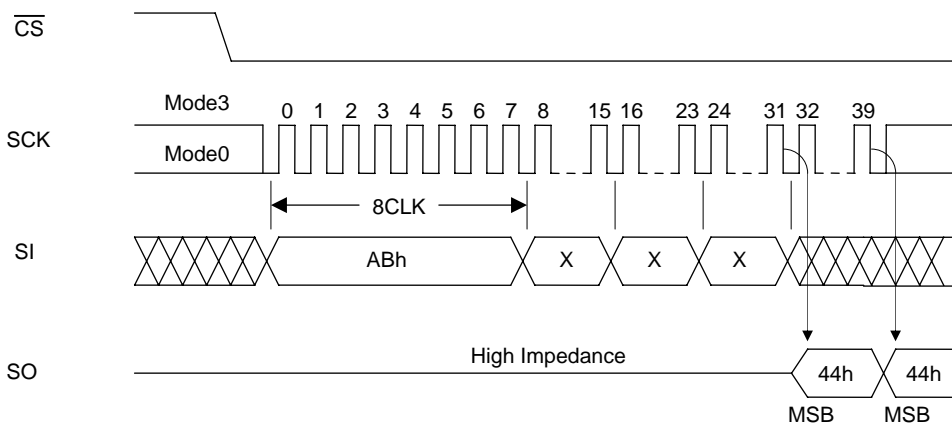 CS
Mode3
0 1 2 3 4 5 6 7 8 15 16 23 24 31 32 39
SCK
Mode0
8CLK
SI
ABh X X X
High Impedance
SO
44h 44h
MSB MSB